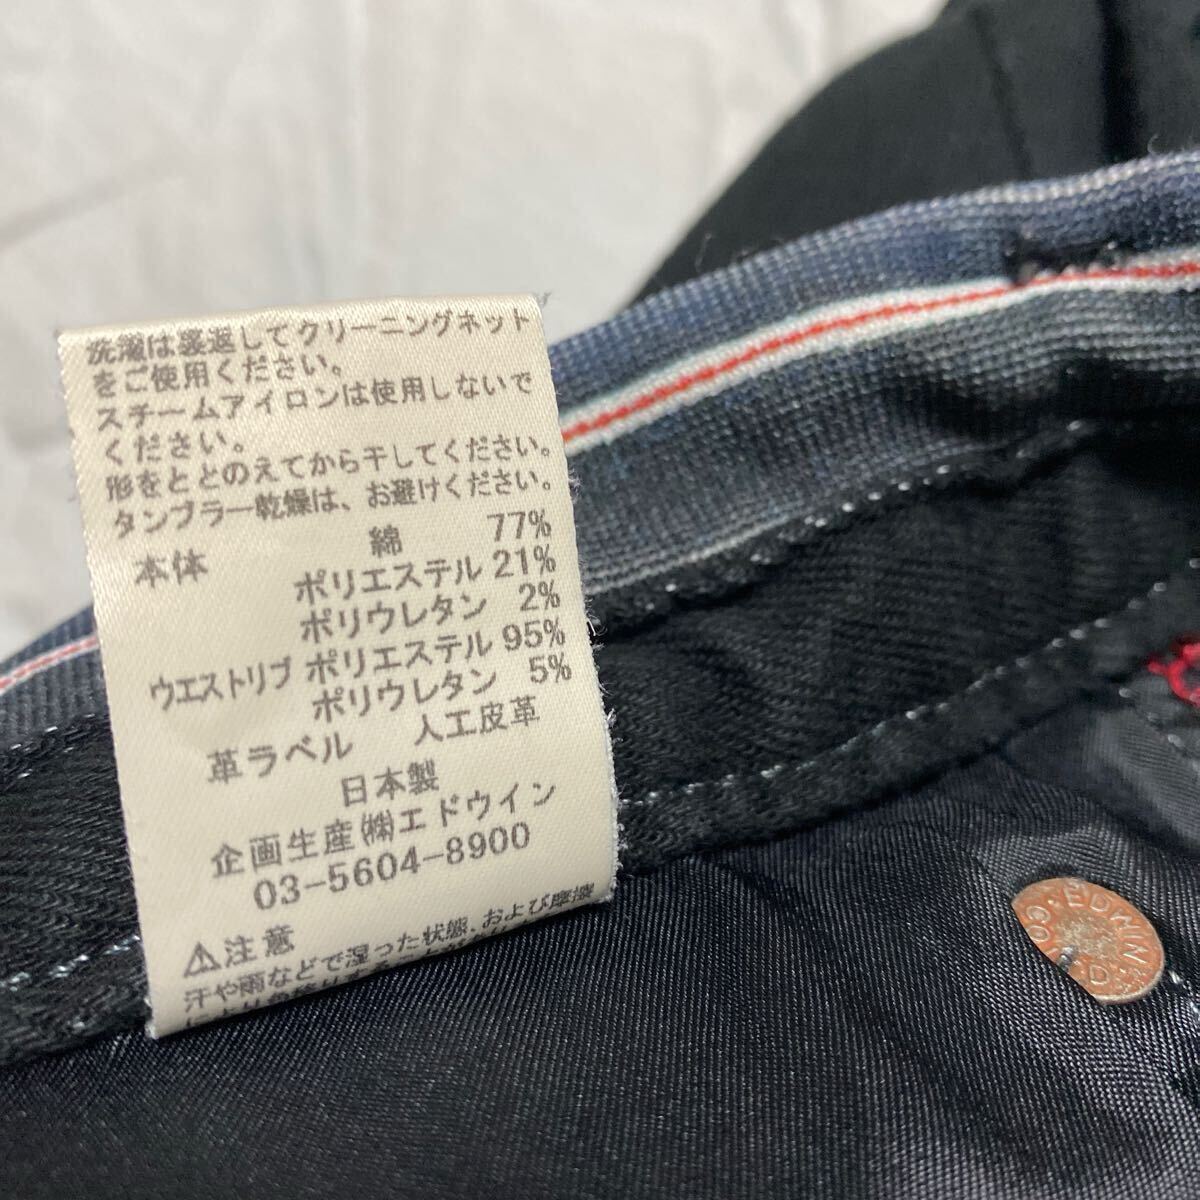 洗濯は裏返してクリーニングネット
をご使用ください。
スチームアイロンは使用しないで
ください。
形をととのえてから干してください。
タンブラー乾燥は、お避けください。
本体 綿 77%
ポリエステル 21%
ポリウレタン 2%
ウエストリブ ポリエステル 95%
ポリウレタン 5%
革ラベル 人工皮革
日本製
企画生産㈱エドウイン
03-5604-8900
⚠注意
汗や雨などで湿った状態、および摩擦
EDWIN